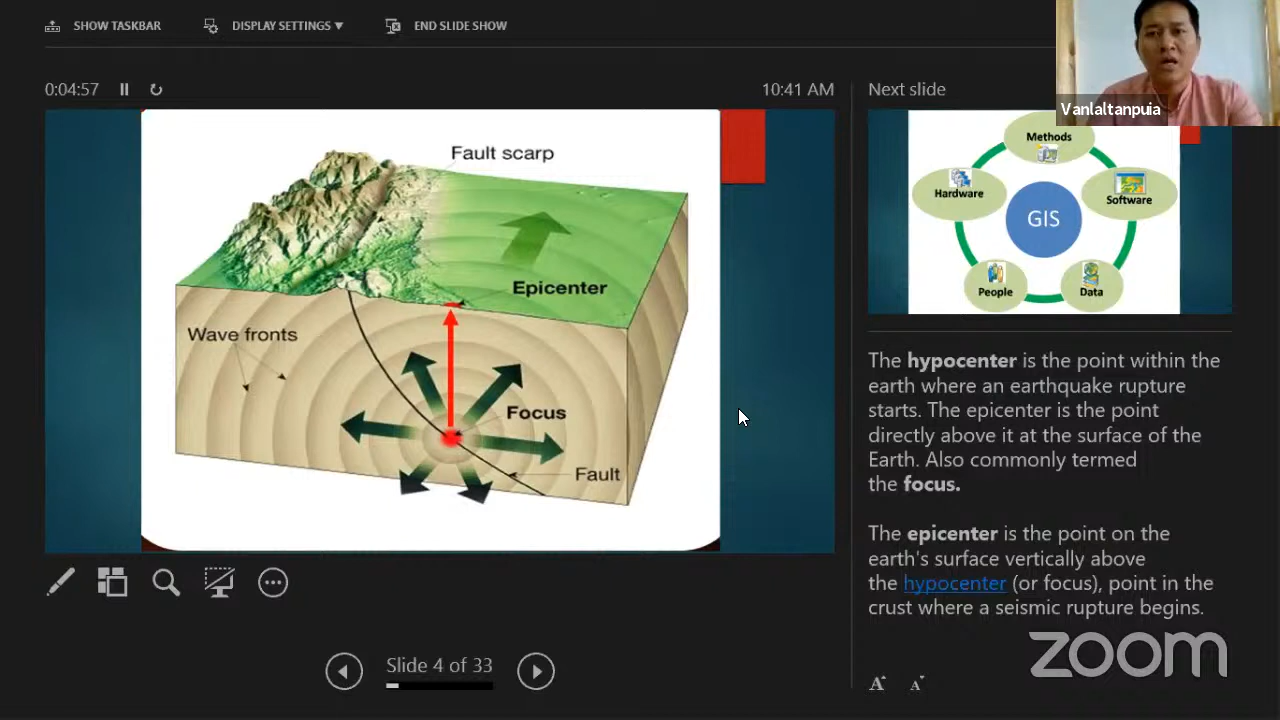 SHOW TASKBAR
DISPLAY SETTINGS ▼
END SLIDE SHOW
0:04:57
10:41 AM
Fault scarp
Epicenter
Wave fronts
Focus
Fault
Slide 4 of 33
Vanlaltanpuia
Next slide
Methods
Hardware
Software
GIS
People
Data
The hypocenter is the point within the
earth where an earthquake rupture
starts. The epicenter is the point
directly above it at the surface of the
Earth. Also commonly termed
the focus.
The epicenter is the point on the
earth's surface vertically above
the hypocenter (or focus), point in the
crust where a seismic rupture begins.
A A
zoom